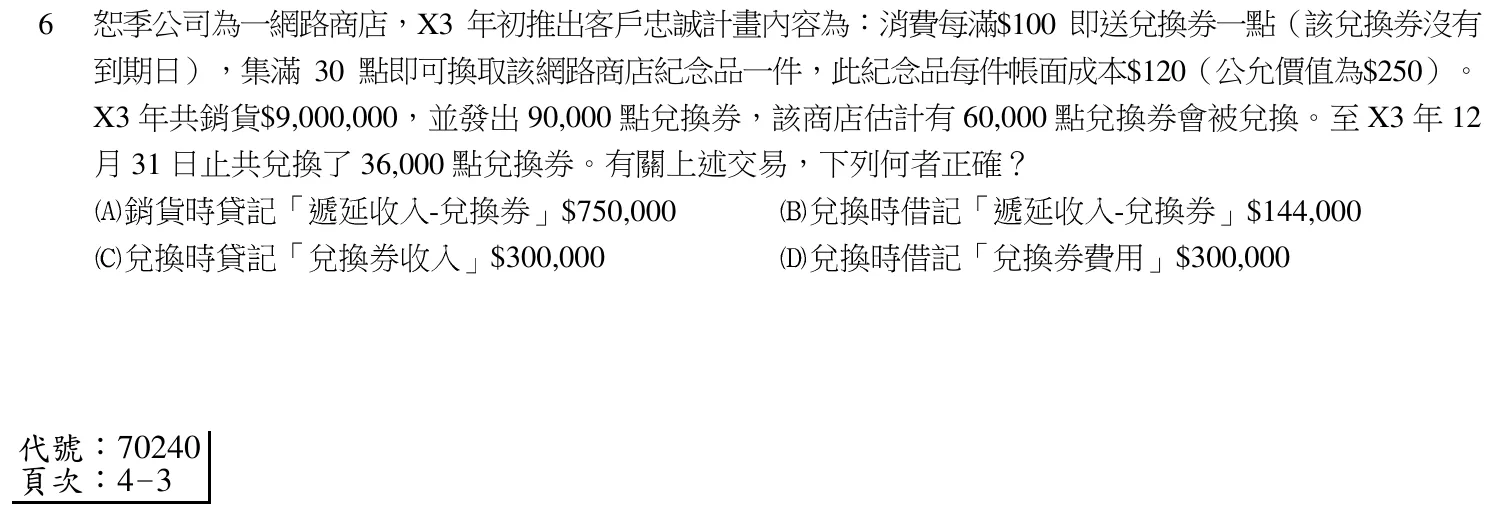 6 恕季公司為一網路商店，X3 年初推出客戶忠誠計畫內容為：消費每滿$100 即送兌換券一點（該兌換券沒有
到期日），集滿 30 點即可換取該網路商店紀念品一件，此紀念品每件帳面成本$120（公允價值為$250）。
X3 年共銷貨$9,000,000，並發出 90,000 點兌換券，該商店估計有 60,000 點兌換券會被兌換。至 X3 年 12
月 31 日止共兌換了 36,000 點兌換券。有關上述交易，下列何者正確？
(A)銷貨時貸記「遞延收入-兌換券」$750,000 (B)兌換時借記「遞延收入-兌換券」$144,000
(C)兌換時貸記「兌換券收入」$300,000 (D)兌換時借記「兌換券費用」$300,000
代號：70240
頁次：4－3